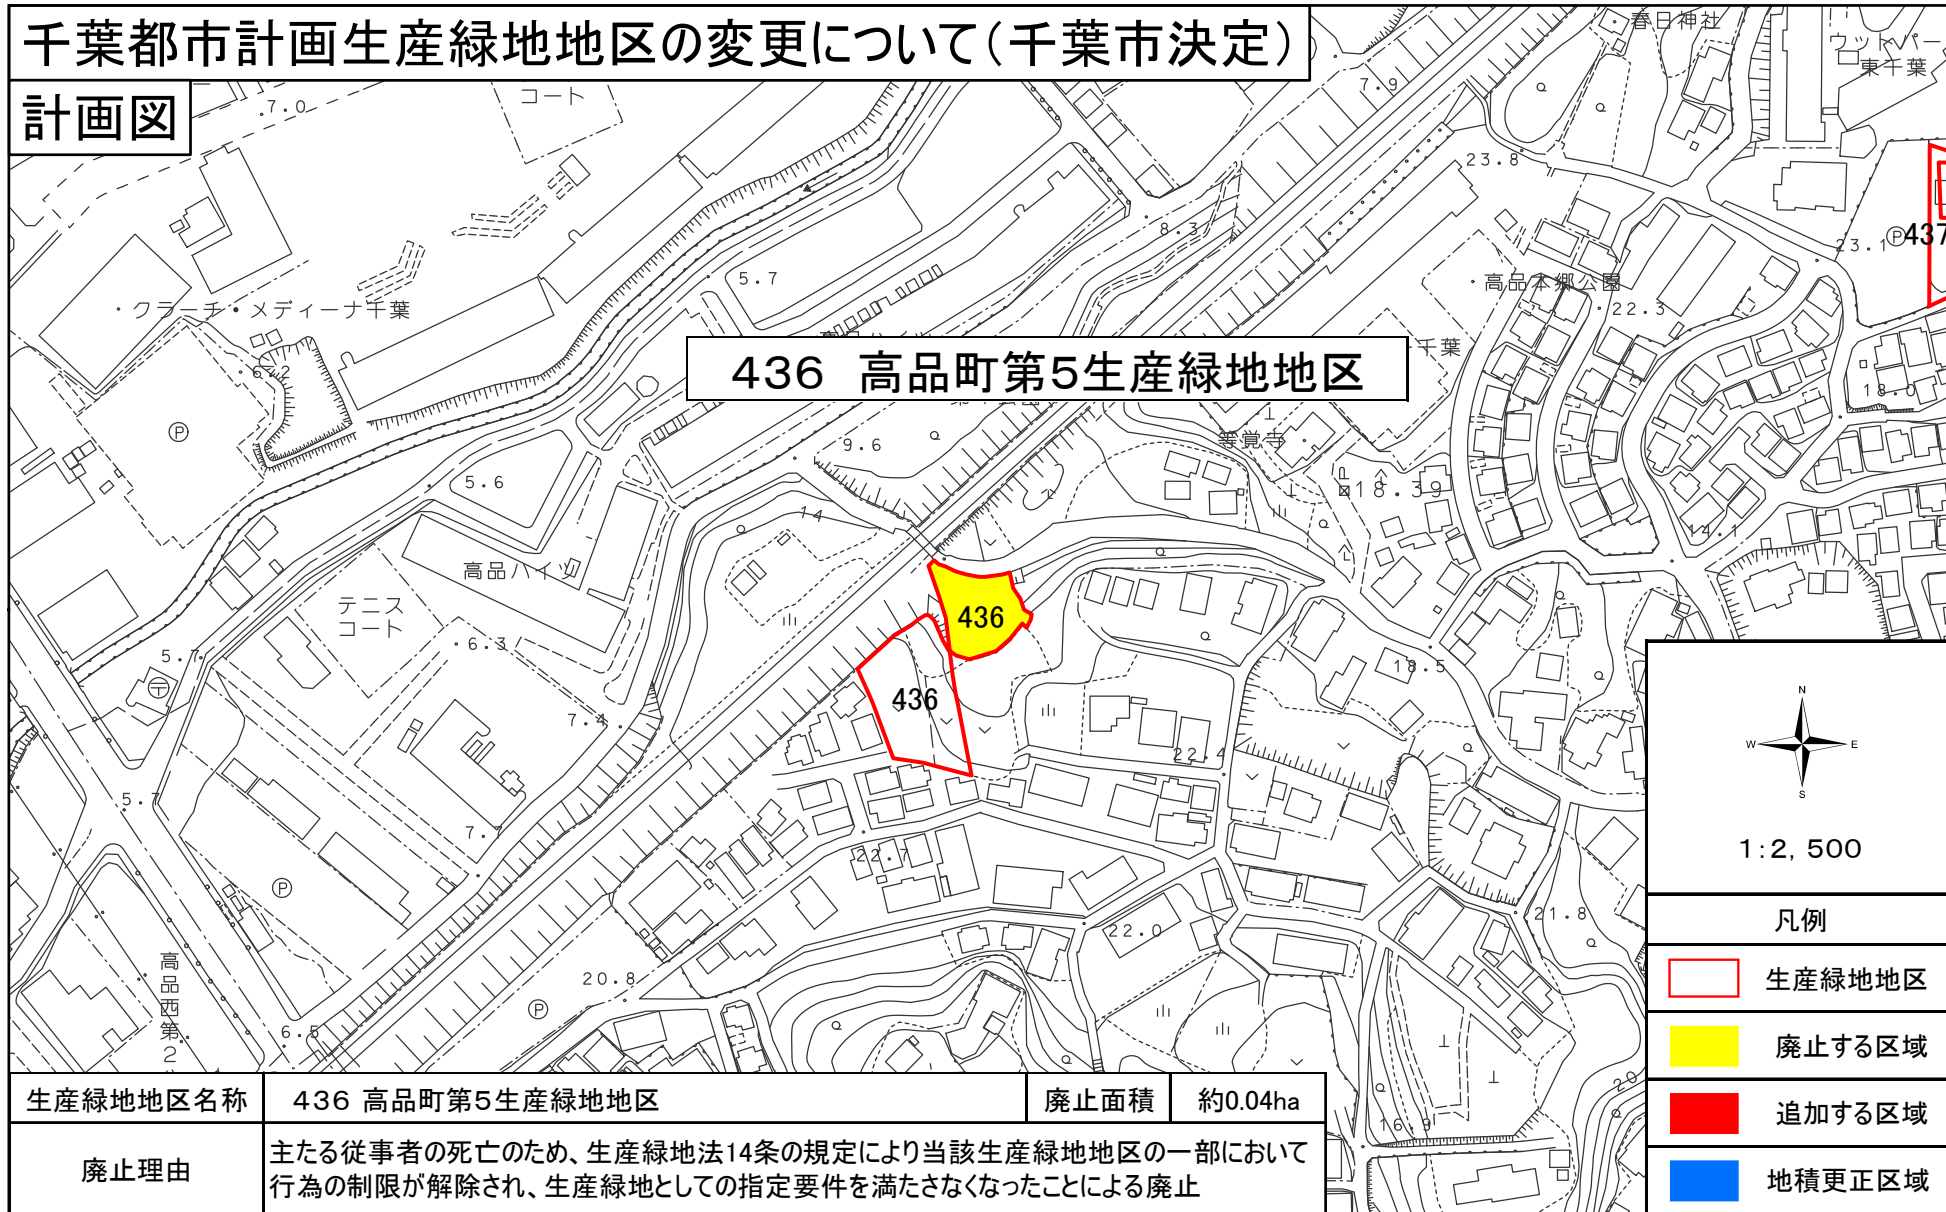 千葉都市計画生産緑地地区の変更について(千葉市決定)
計画図
春日神社
東千葉
コート
7.0
7.9
23.8
8.3
23.1
437
5.7
クラーチ・メディーナ千葉
高品本郷公園
22.3
千葉
436 高品町第5生産緑地地区
6.2
18.0
9.6
等覚寺
18.39
5.6
14
14.1
高品ハイツ
テニス
コート
436
6.3
5.7
18.5
436
7.4
22.4
5.7
7.7
22.7
N
W E
S
1:2,500
21.8
22.0
20.8
高品西第2
6.5
20
16.9
凡例
生産緑地地区
廃止する区域
追加する区域
地積更正区域
生産緑地地区名称 436 高品町第5生産緑地地区 廃止面積 約0.04ha
廃止理由
主たる従事者の死亡のため、生産緑地法14条の規定により当該生産緑地地区の一部において
行為の制限が解除され、生産緑地としての指定要件を満たさなくなったことによる廃止